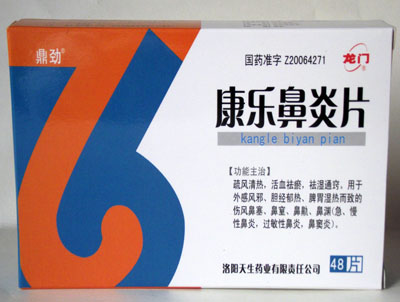 鼎劲®
国药准字 Z20064271
龙门®
康乐鼻炎片
kangle biyan pian
【功能主治】
疏风清热，活血祛瘀，祛湿通窍，用于
外感风邪、胆经郁热、脾胃湿热而致的
伤风鼻塞、鼻窒、鼻鼽、鼻渊(急、慢
性鼻炎，过敏性鼻炎，鼻窦炎)。
洛阳天生药业有限责任公司
48片